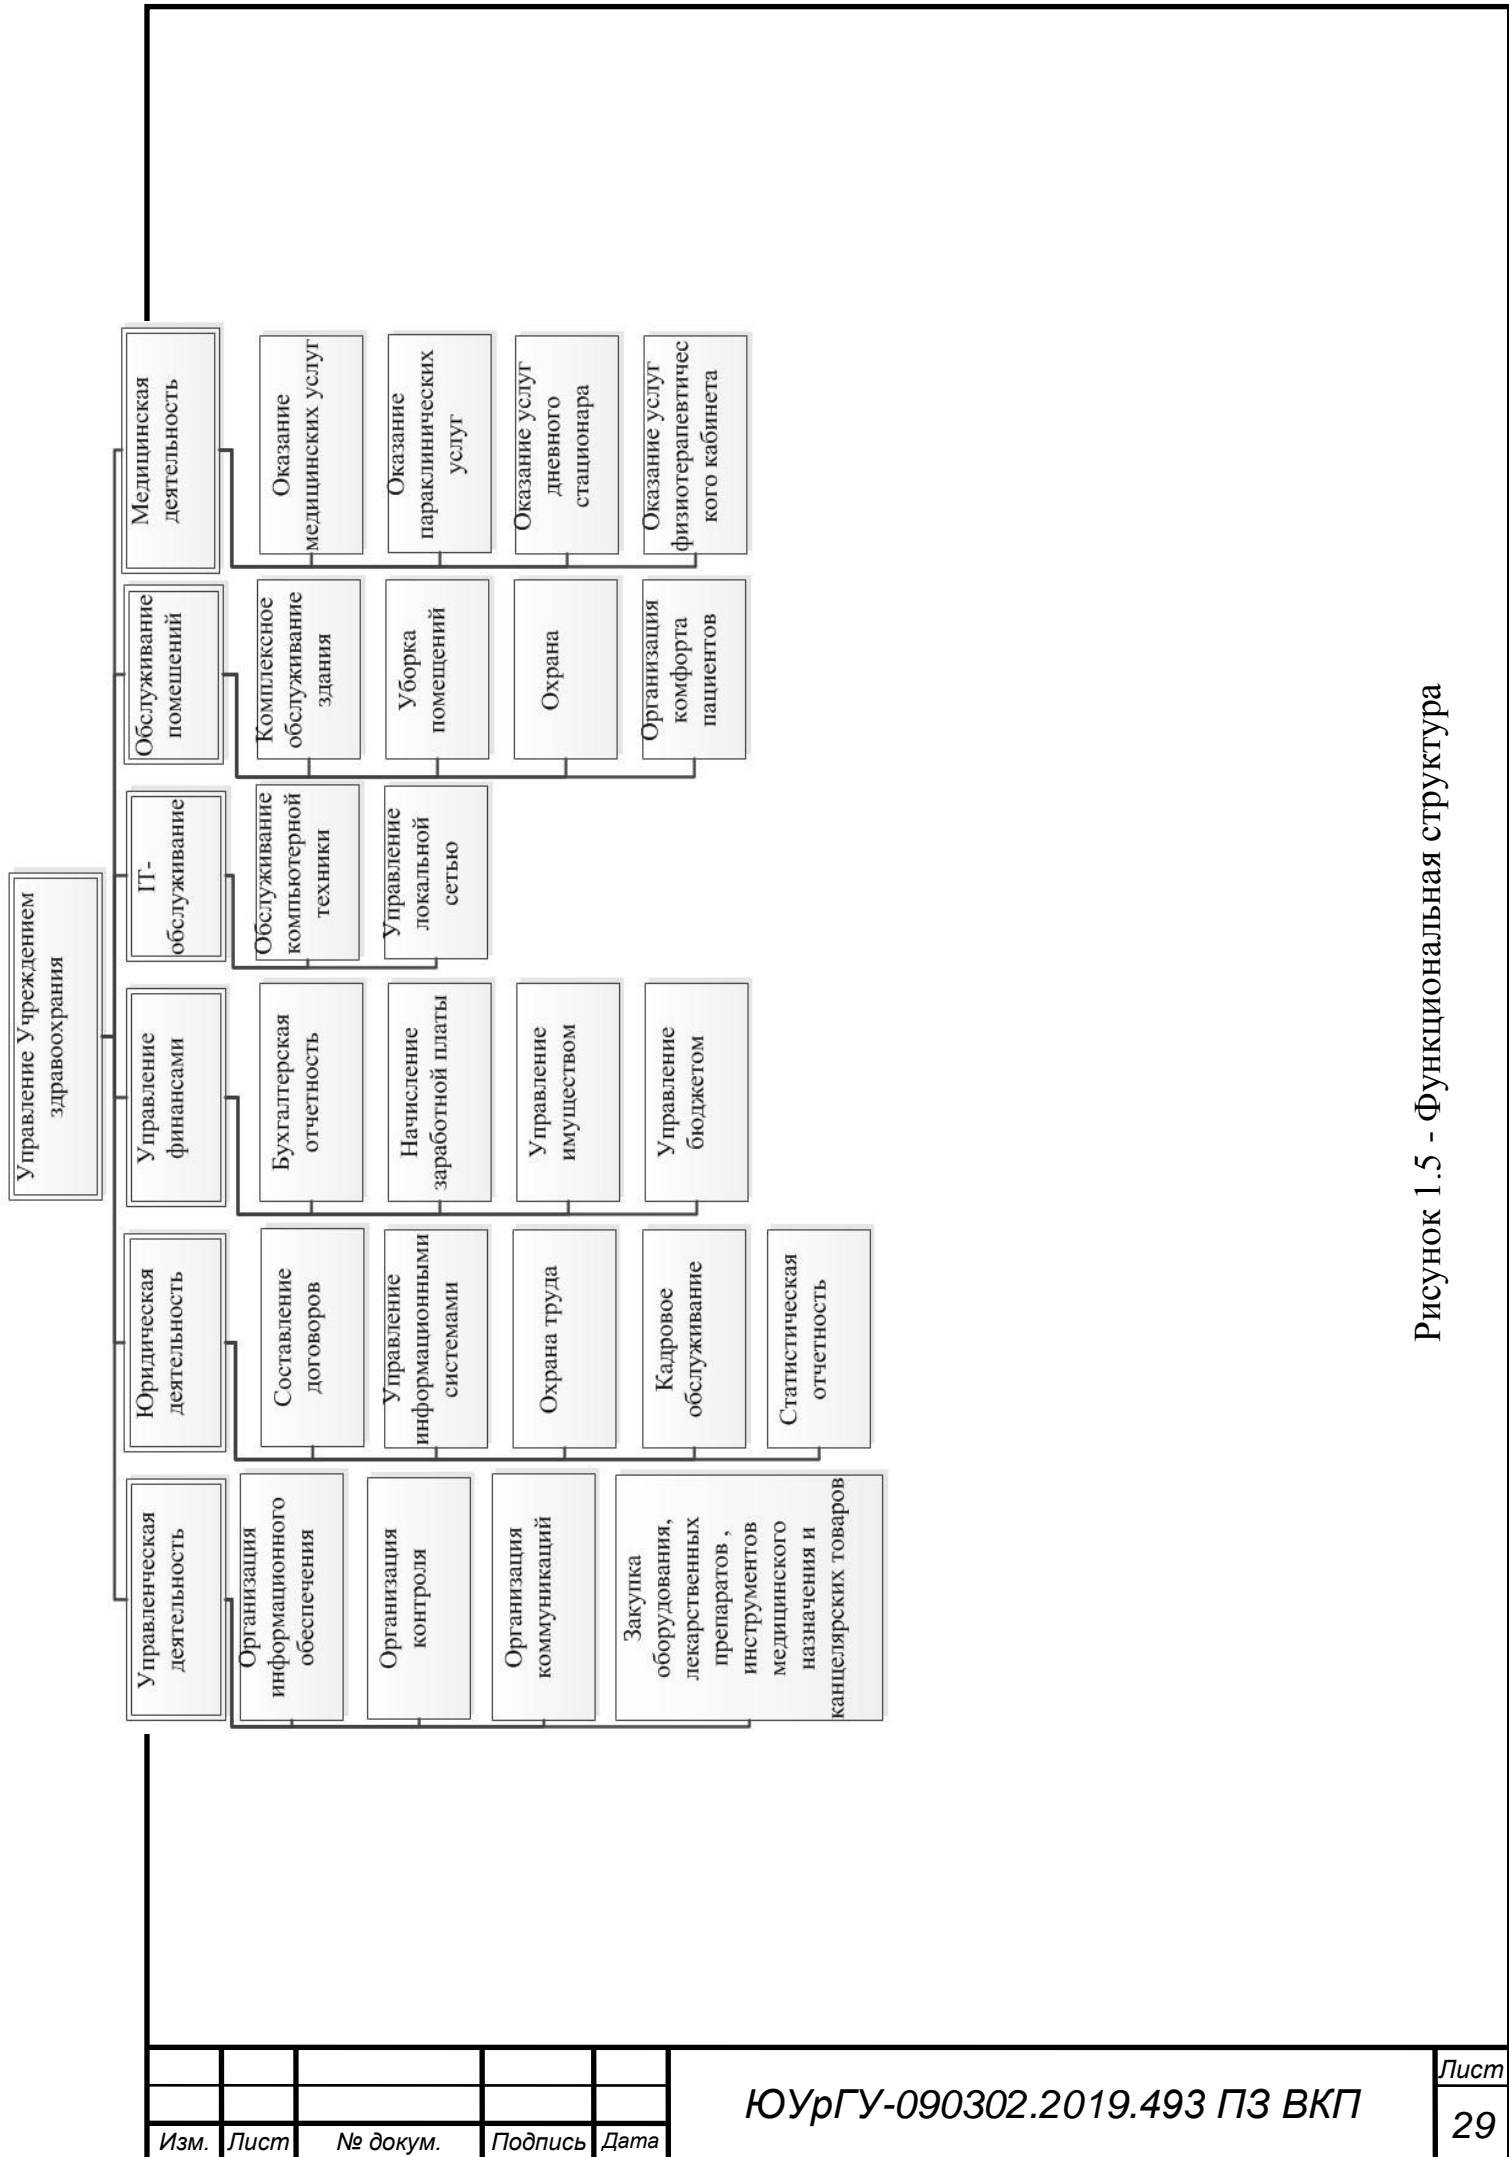 Управление Учреждением
здравоохрания
Управленческая
деятельность
Организация
информационного
обеспечения
Организация
контроля
Организация
коммуникаций
Закупка
оборудования,
лекарственных
препаратов ,
инструментов
медицинского
назначения и
канцелярских товаров
Юридическая
деятельность
Составление
договоров
Управление
информационными
системами
Охрана труда
Кадровое
обслуживание
Статистическая
отчетность
Управление
финансами
Бухгалтерская
отчетность
Начисление
заработной платы
Управление
имуществом
Управление
бюджетом
IT-
обслуживание
Обслуживание
компьютерной
техники
Управление
локальной
сетью
Обслуживание
помешений
Комплексное
обслуживание
здания
Уборка
помещений
Охрана
Организация
комфорта
пациентов
Медицинская
деятельность
Оказание
медицинских услуг
Оказание
параклинических
услуг
Оказание услуг
дневного
стационара
Оказание услуг
физиотерапевтичес
кого кабинета
Рисунок 1.5 - Функциональная структура
Изм. Лист № докум. Подпись Дата
ЮУрГУ-090302.2019.493 ПЗ ВКП
Лист
29